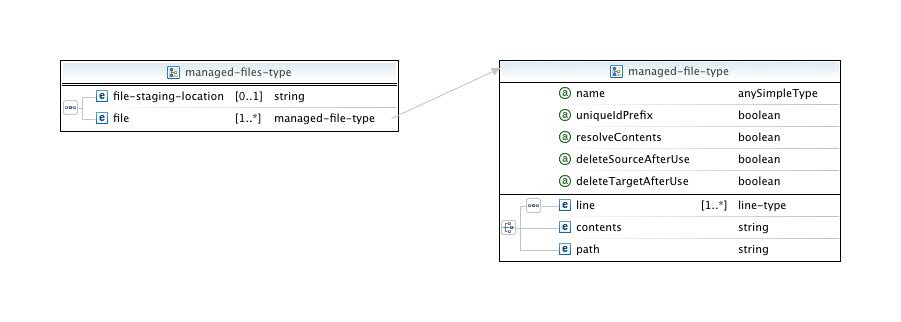 managed-files-type
file-staging-location [0..1] string
file [1..*] managed-file-type
managed-file-type
a name anySimpleType
a uniqueIdPrefix boolean
a resolveContents boolean
a deleteSourceAfterUse boolean
a deleteTargetAfterUse boolean
e line [1..*] line-type
e contents string
e path string